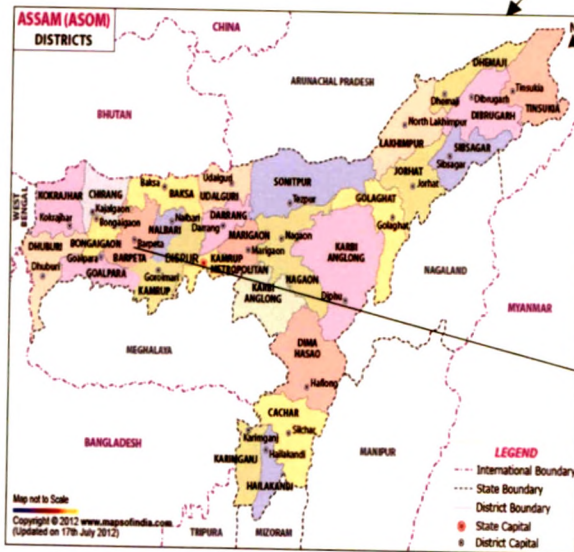 ASSAM (ASOM)
DISTRICTS
CHINA
N
ARUNACHAL PRADESH
BHUTAN
DHEMAJI
Dhemaji
Tinsukia
Dibrugarh
DIBRUGARH
TINSUKIA
North Lakhimpur
LAKHIMPUR
SIBSAGAR
Sibsagar
JORHAT
Jorhat
Udalguri
UDALGURI
SONITPUR
Tezpur
GOLAGHAT
Golaghat
WEST
BENGAL
KOKRAJHAR
Kokrajhar
CHIRANG
Kajalgaon
Baksa
BAKSA
Bongaigaon
BONGAIGAON
Nalbari
NALBARI
DARRANG
Darrang
MARIGAON
Marigaon
Nagaon
NAGAON
KARBI
ANGLONG
Diphu
DHUBURI
Dhuburi
Goalpara
GOALPARA
Barpeta
BARPETA
DISPUR
KAMRUP
METROPOLITAN
Goroimari
KAMRUP
KARBI
ANGLONG
NAGALAND
MYANMAR
MEGHALAYA
DIMA
HASAO
Haflong
CACHAR
Silchar
Karimganj
KARIMGANJ
Hailakandi
HAILAKANDI
BANGLADESH
MANIPUR
TRIPURA
MIZORAM
LEGEND
International Boundary
State Boundary
District Boundary
State Capital
District Capital
Map not to Scale
Copyright © 2012 www.mapsofindia.com
(Updated on 17th July 2012)